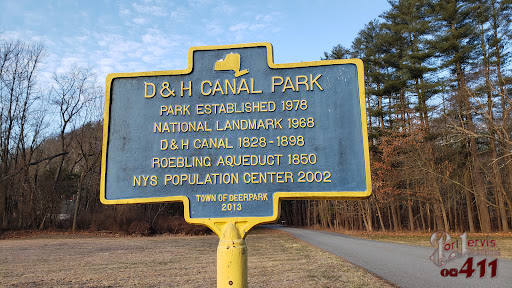 D & H CANAL PARK
PARK ESTABLISHED 1978
NATIONAL LANDMARK 1968
D & H CANAL 1828 - 1898
ROEBLING AQUEDUCT 1850
NYS POPULATION CENTER 2002
TOWN OF DEERPARK
2013
Port Jervis
on 411